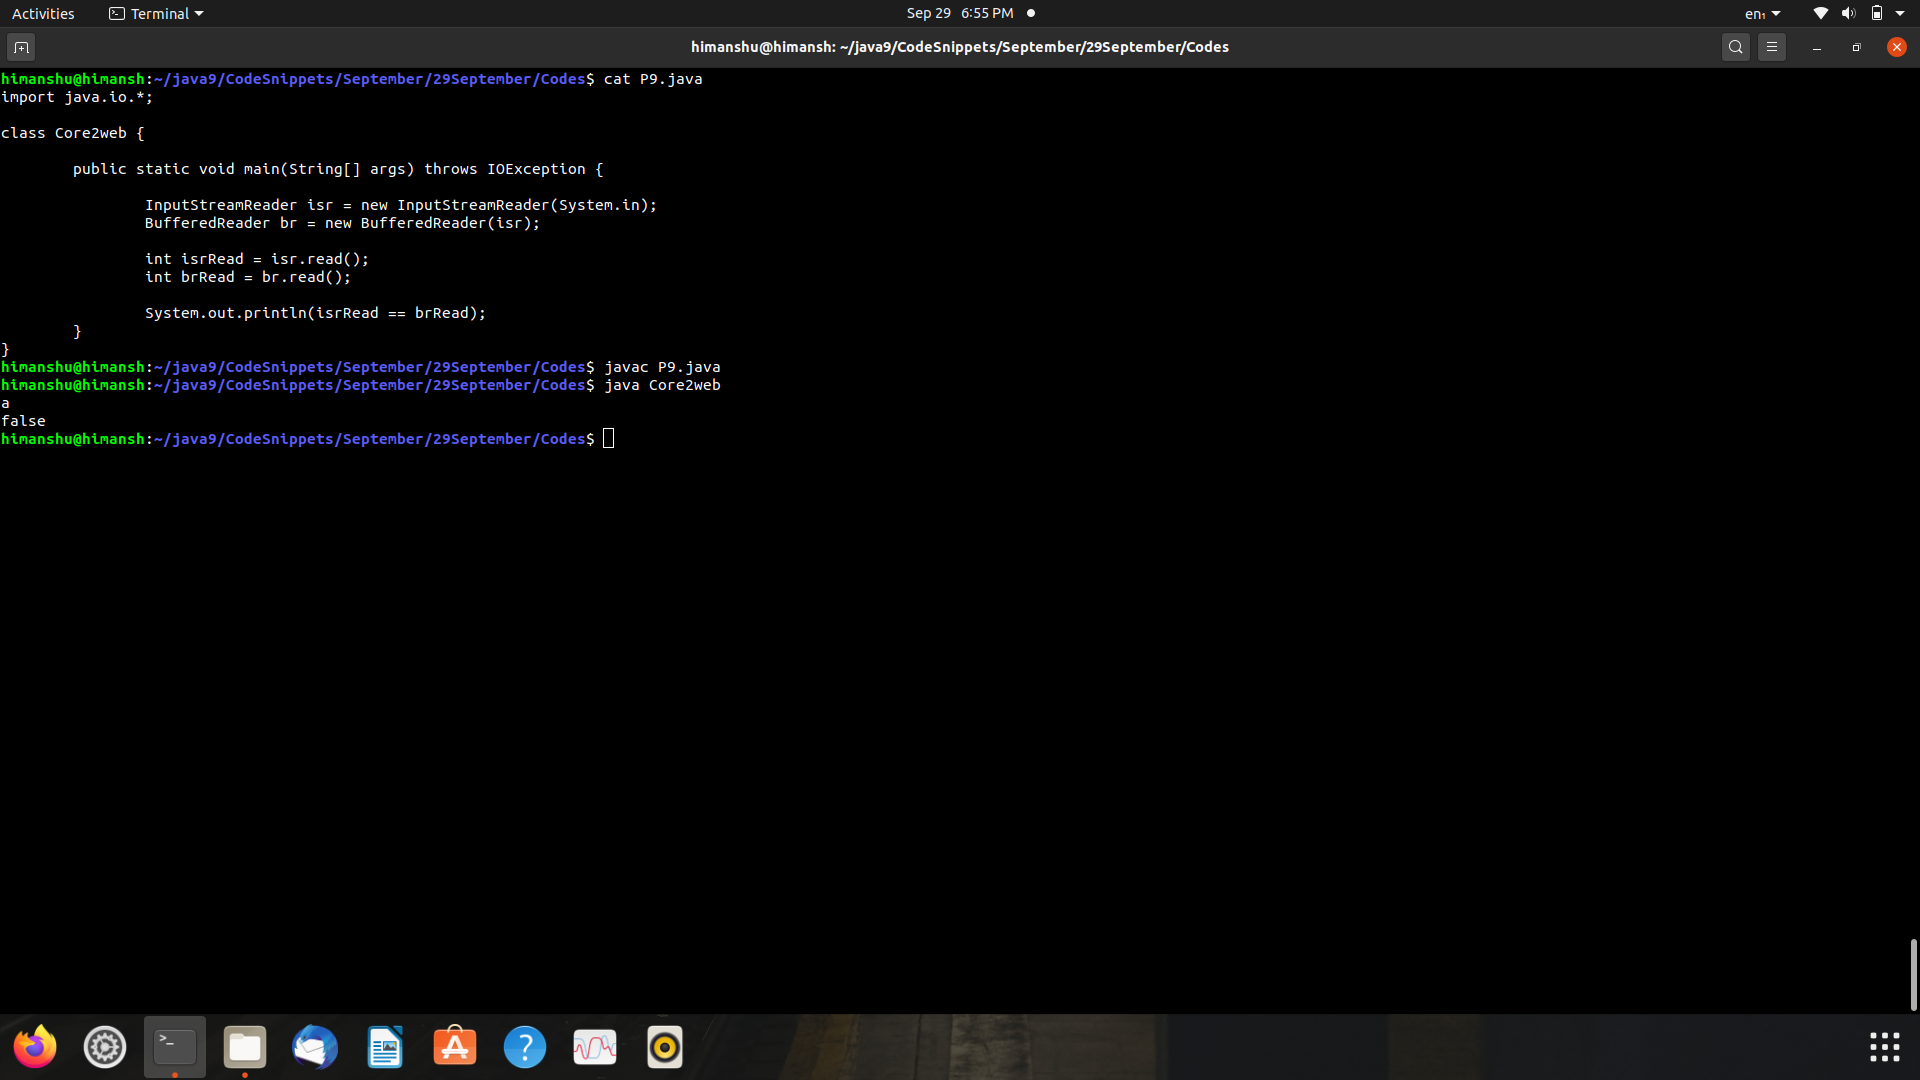 Activities Terminal Sep 29 6:55 PM en₁
himanshu@himansh: ~/java9/CodeSnippets/September/29September/Codes
himanshu@himansh:~/java9/CodeSnippets/September/29September/Codes$ cat P9.java
import java.io.*;
class Core2web {
public static void main(String[] args) throws IOException {
InputStreamReader isr = new InputStreamReader(System.in);
BufferedReader br = new BufferedReader(isr);
int isrRead = isr.read();
int brRead = br.read();
System.out.println(isrRead == brRead);
}
}
himanshu@himansh:~/java9/CodeSnippets/September/29September/Codes$ javac P9.java
himanshu@himansh:~/java9/CodeSnippets/September/29September/Codes$ java Core2web
a
false
himanshu@himansh:~/java9/CodeSnippets/September/29September/Codes$